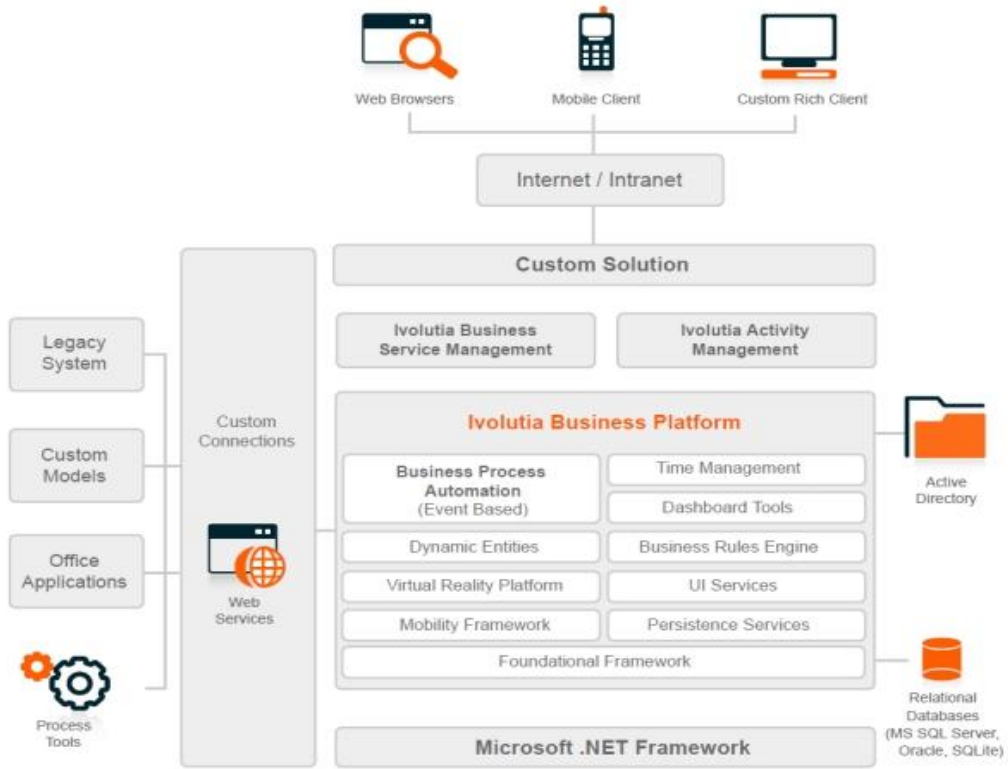 Web Browsers
Mobile Client
Custom Rich Client
Internet / Intranet
Custom Solution
Ivolutia Business
Service Management
Ivolutia Activity
Management
Legacy
System
Custom
Models
Office
Applications
Process
Tools
Custom
Connections
Web
Services
Ivolutia Business Platform
Business Process
Automation
(Event Based)
Time Management
Dashboard Tools
Dynamic Entities
Business Rules Engine
Virtual Reality Platform
UI Services
Mobility Framework
Persistence Services
Foundational Framework
Active
Directory
Relational
Databases
(MS SQL Server,
Oracle, SQLite)
Microsoft .NET Framework